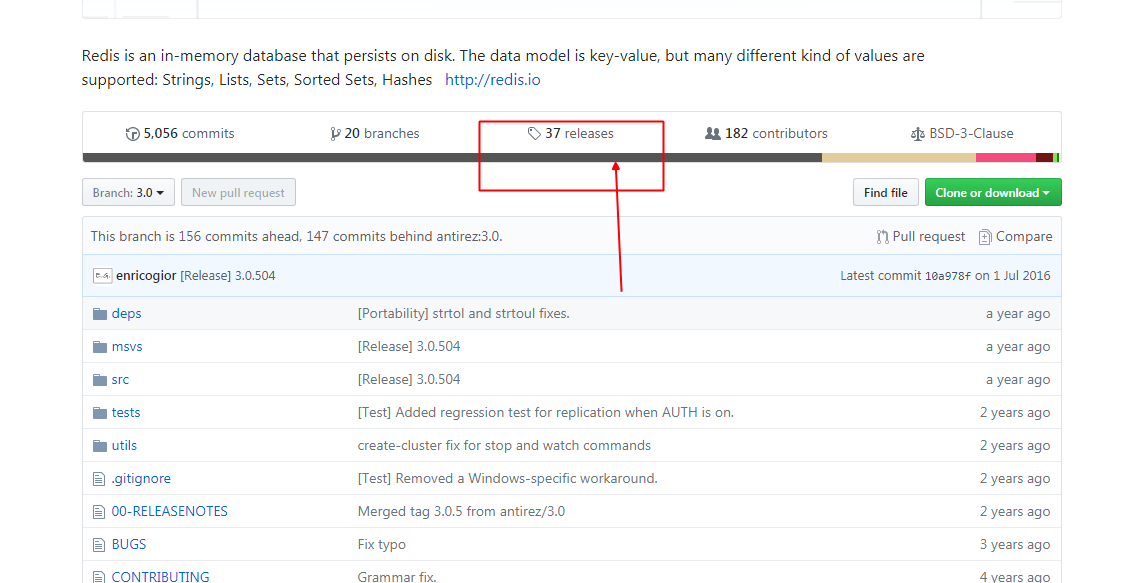 Redis is an in-memory database that persists on disk. The data model is key-value, but many different kind of values are
supported: Strings, Lists, Sets, Sorted Sets, Hashes http://redis.io
5,056 commits 20 branches 37 releases 182 contributors BSD-3-Clause
Branch: 3.0 New pull request Find file Clone or download
This branch is 156 commits ahead, 147 commits behind antirez:3.0. Pull request Compare
enricogior [Release] 3.0.504 Latest commit 10a978f on 1 Jul 2016
deps [Portability] strtol and strtoul fixes. a year ago
msvs [Release] 3.0.504 a year ago
src [Release] 3.0.504 a year ago
tests [Test] Added regression test for replication when AUTH is on. 2 years ago
utils create-cluster fix for stop and watch commands 2 years ago
.gitignore [Test] Removed a Windows-specific workaround. 2 years ago
00-RELEASENOTES Merged tag 3.0.5 from antirez/3.0 2 years ago
BUGS Fix typo 3 years ago
CONTRIBUTING Grammar fix. 4 years ago